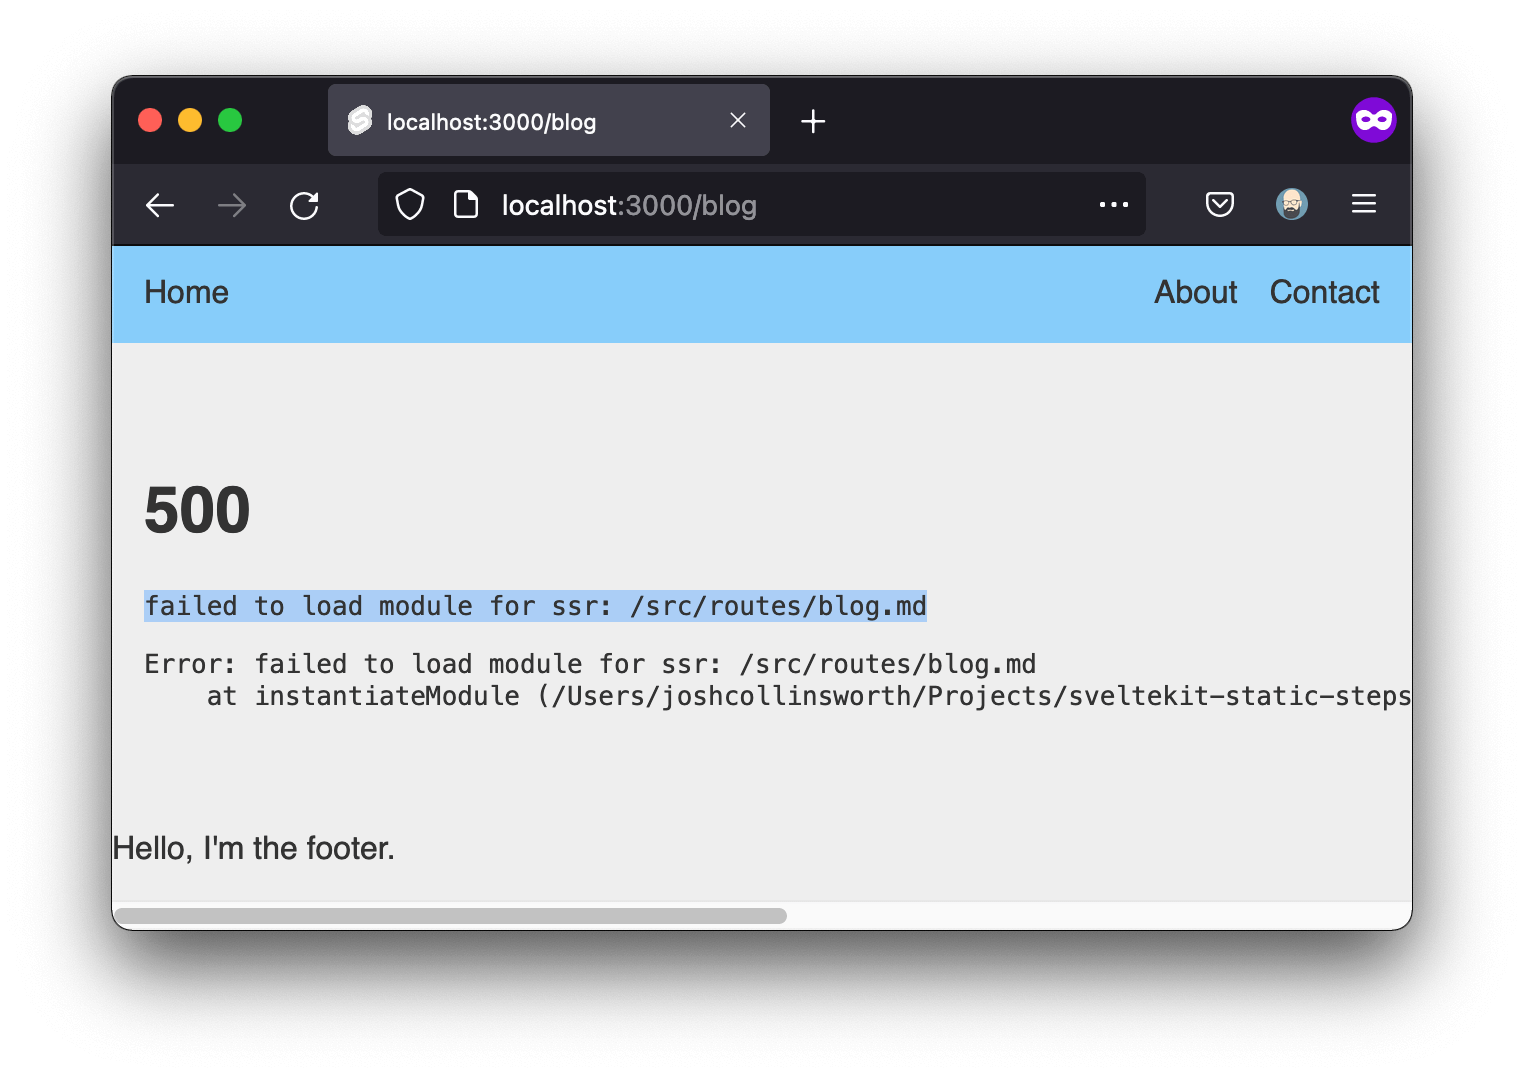 localhost:3000/blog
localhost:3000/blog
Home About Contact
500
failed to load module for ssr: /src/routes/blog.md
Error: failed to load module for ssr: /src/routes/blog.md
    at instantiateModule (/Users/joshcollinsworth/Projects/sveltekit-static-steps
Hello, I'm the footer.